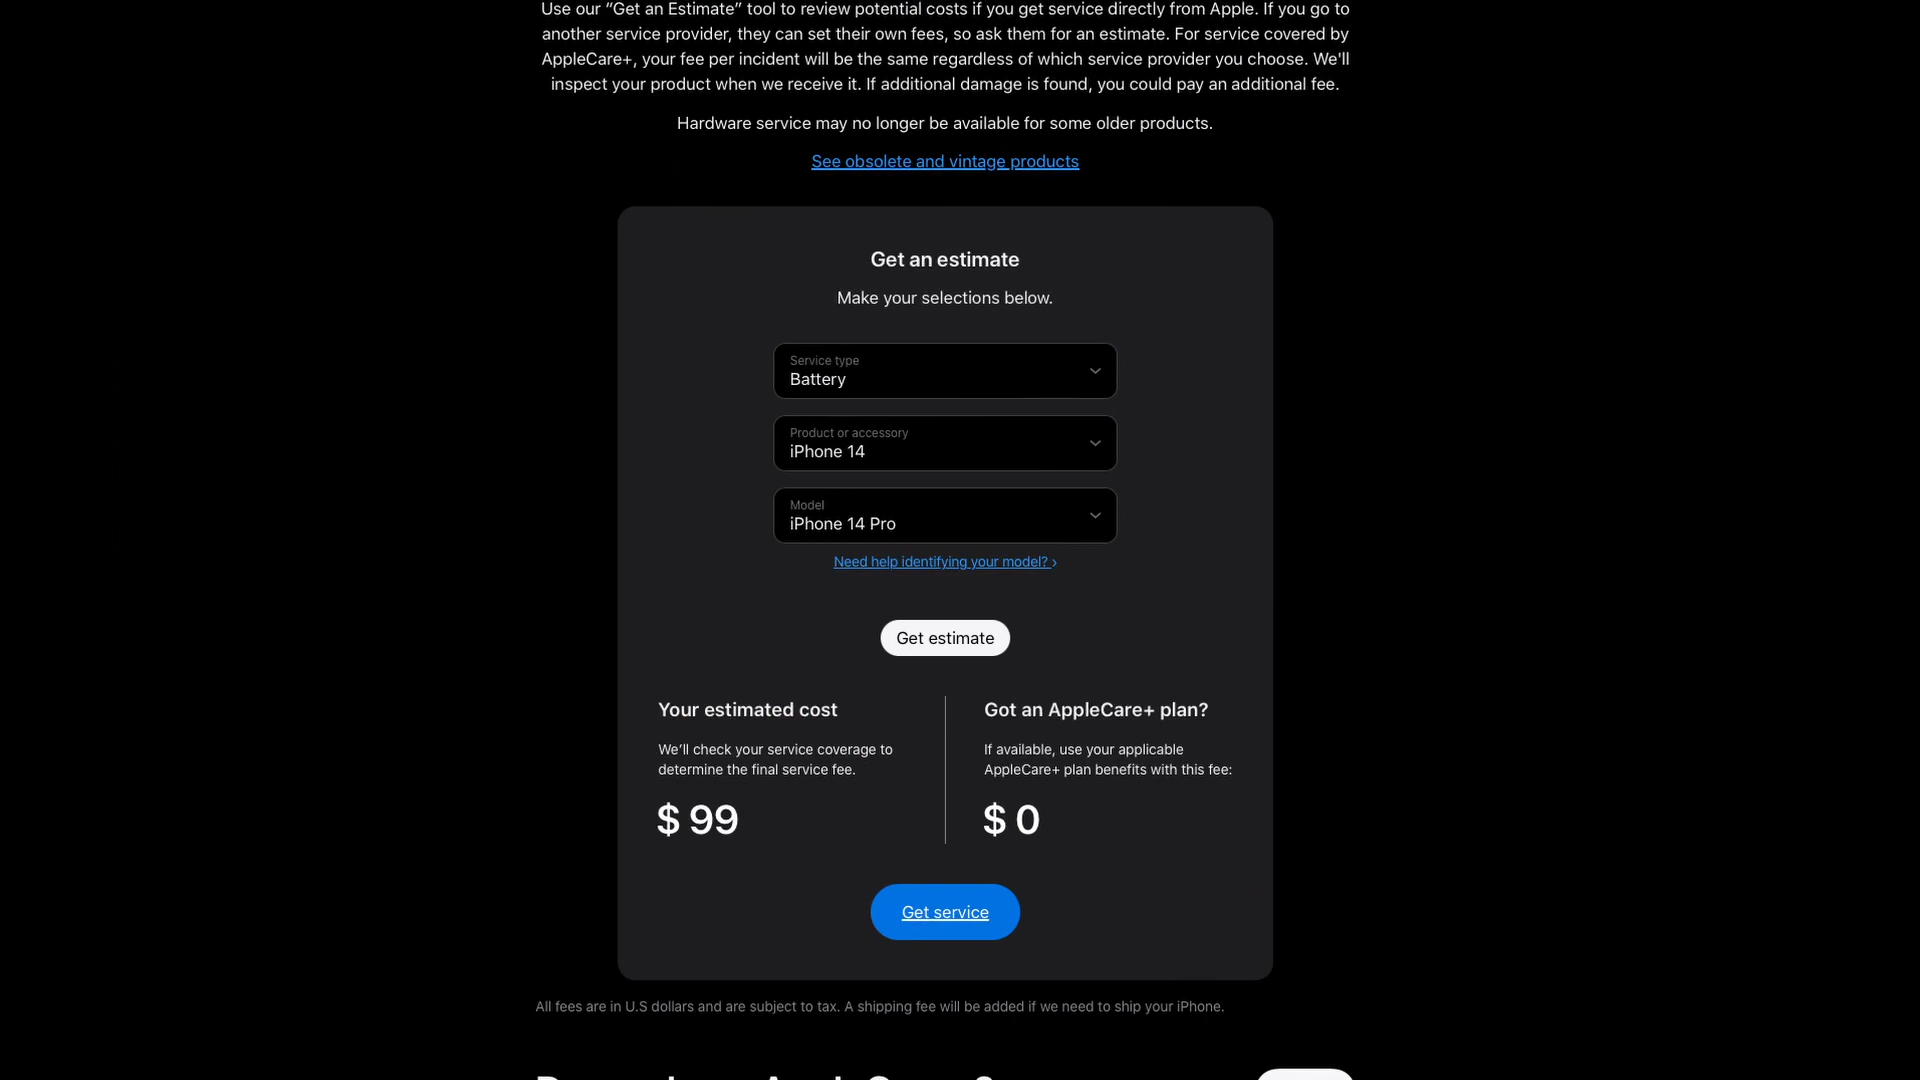 Use our “Get an Estimate” tool to review potential costs if you get service directly from Apple. If you go to
another service provider, they can set their own fees, so ask them for an estimate. For service covered by
AppleCare+, your fee per incident will be the same regardless of which service provider you choose. We'll
inspect your product when we receive it. If additional damage is found, you could pay an additional fee.
Hardware service may no longer be available for some older products.
See obsolete and vintage products
Get an estimate
Make your selections below.
Service type
Battery
Product or accessory
iPhone 14
Model
iPhone 14 Pro
Need help identifying your model? ›
Get estimate
Your estimated cost
We’ll check your service coverage to
determine the final service fee.
$ 99
Got an AppleCare+ plan?
If available, use your applicable
AppleCare+ plan benefits with this fee:
$ 0
Get service
All fees are in U.S dollars and are subject to tax. A shipping fee will be added if we need to ship your iPhone.